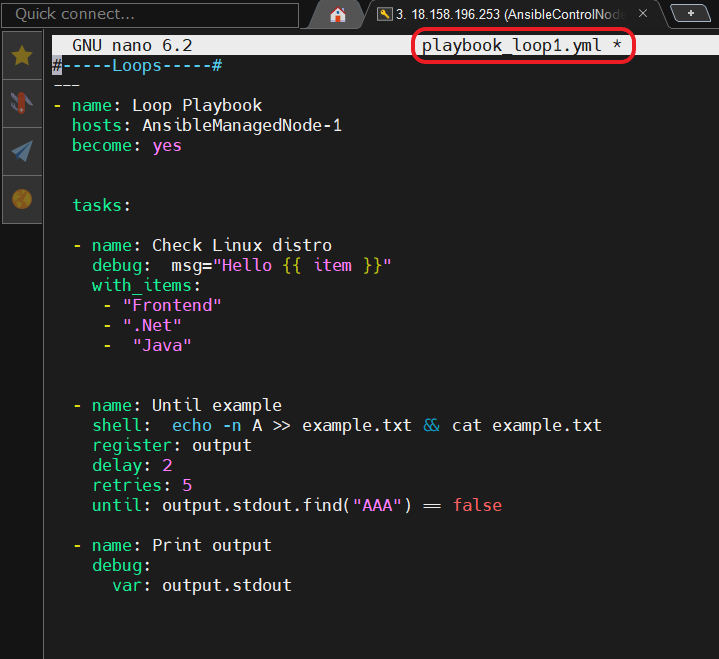 Quick connect...
3. 18.158.196.253 (AnsibleControlNode
GNU nano 6.2 playbook_loop1.yml *
#-----Loops-----#
---
- name: Loop Playbook
hosts: AnsibleManagedNode-1
become: yes
tasks:
- name: Check Linux distro
debug:  msg="Hello {{ item }}"
with_items:
- "Frontend"
- ".Net"
-  "Java"
- name: Until example
shell:  echo -n A >> example.txt && cat example.txt
register: output
delay: 2
retries: 5
until: output.stdout.find("AAA") == false
- name: Print output
debug:
var: output.stdout